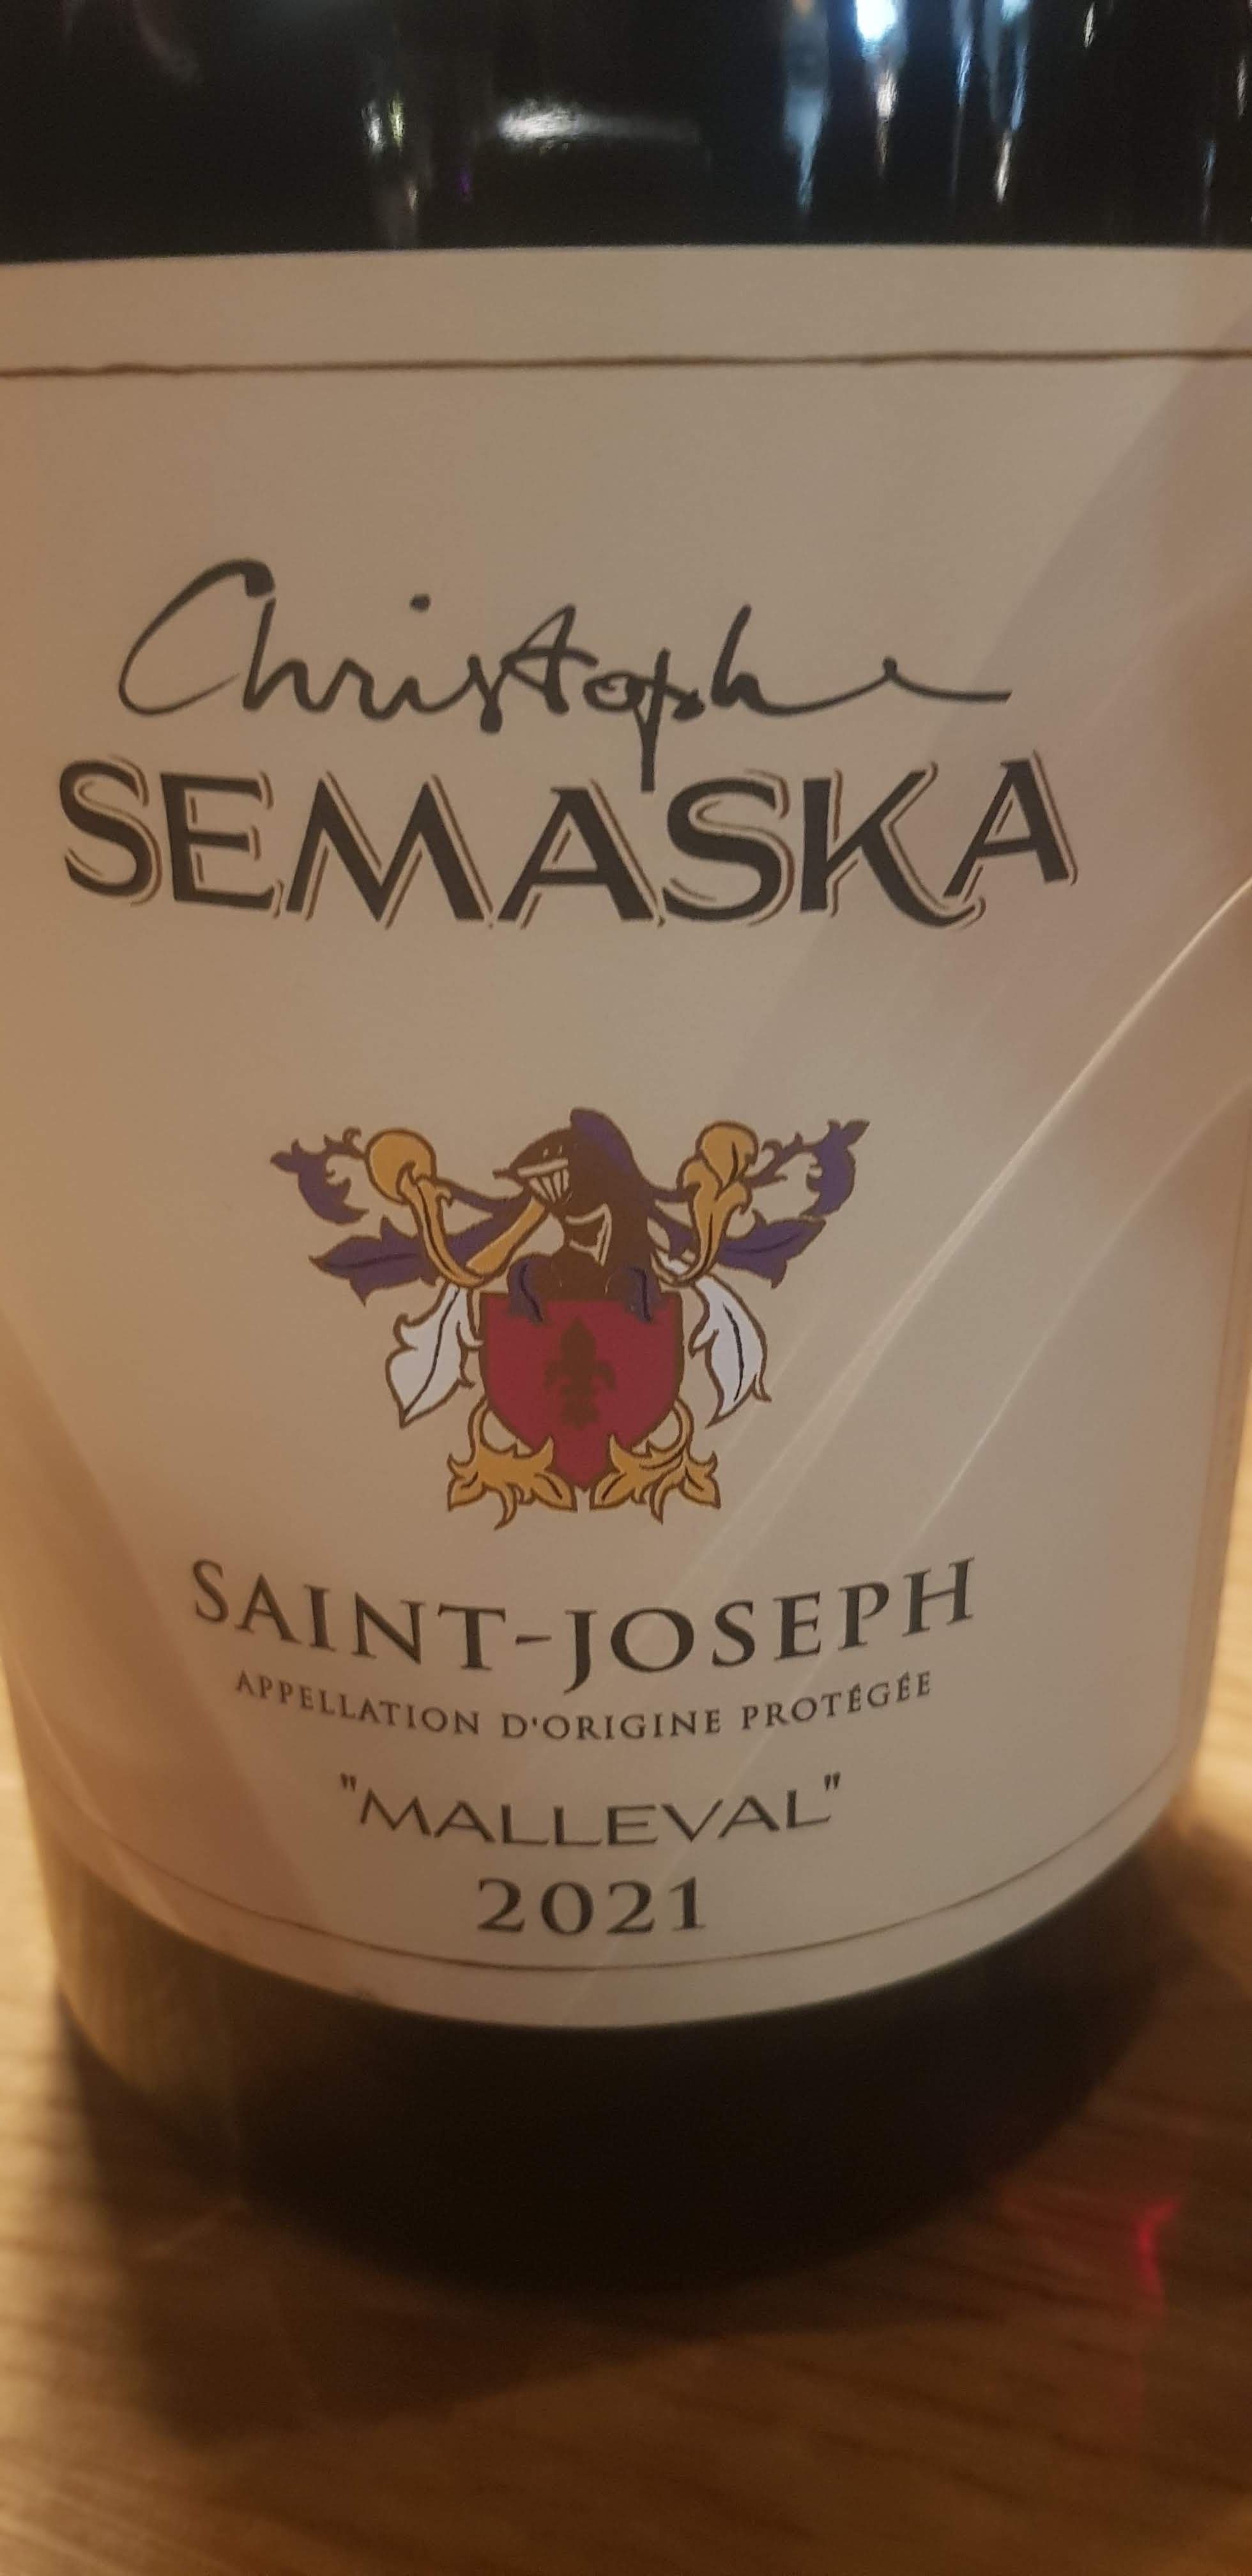 Christophe
SEMASKA
SAINT-JOSEPH
APPELLATION D'ORIGINE PROTÉGÉE
"MALLEVAL"
2021